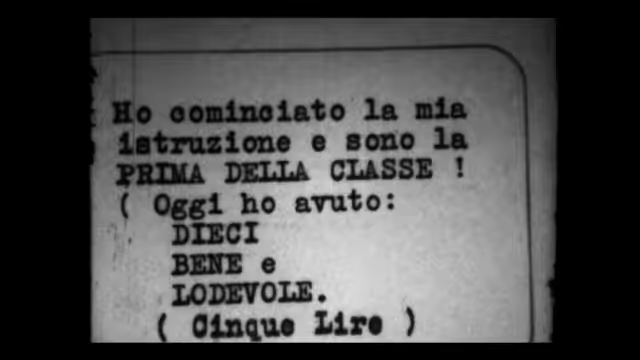 Ho cominciato la mia
istruzione e sono la
PRIMA DELLA CLASSE !
( Oggi ho avuto:
DIECI
BENE e
LODEVOLE.
( Cinque Lire )